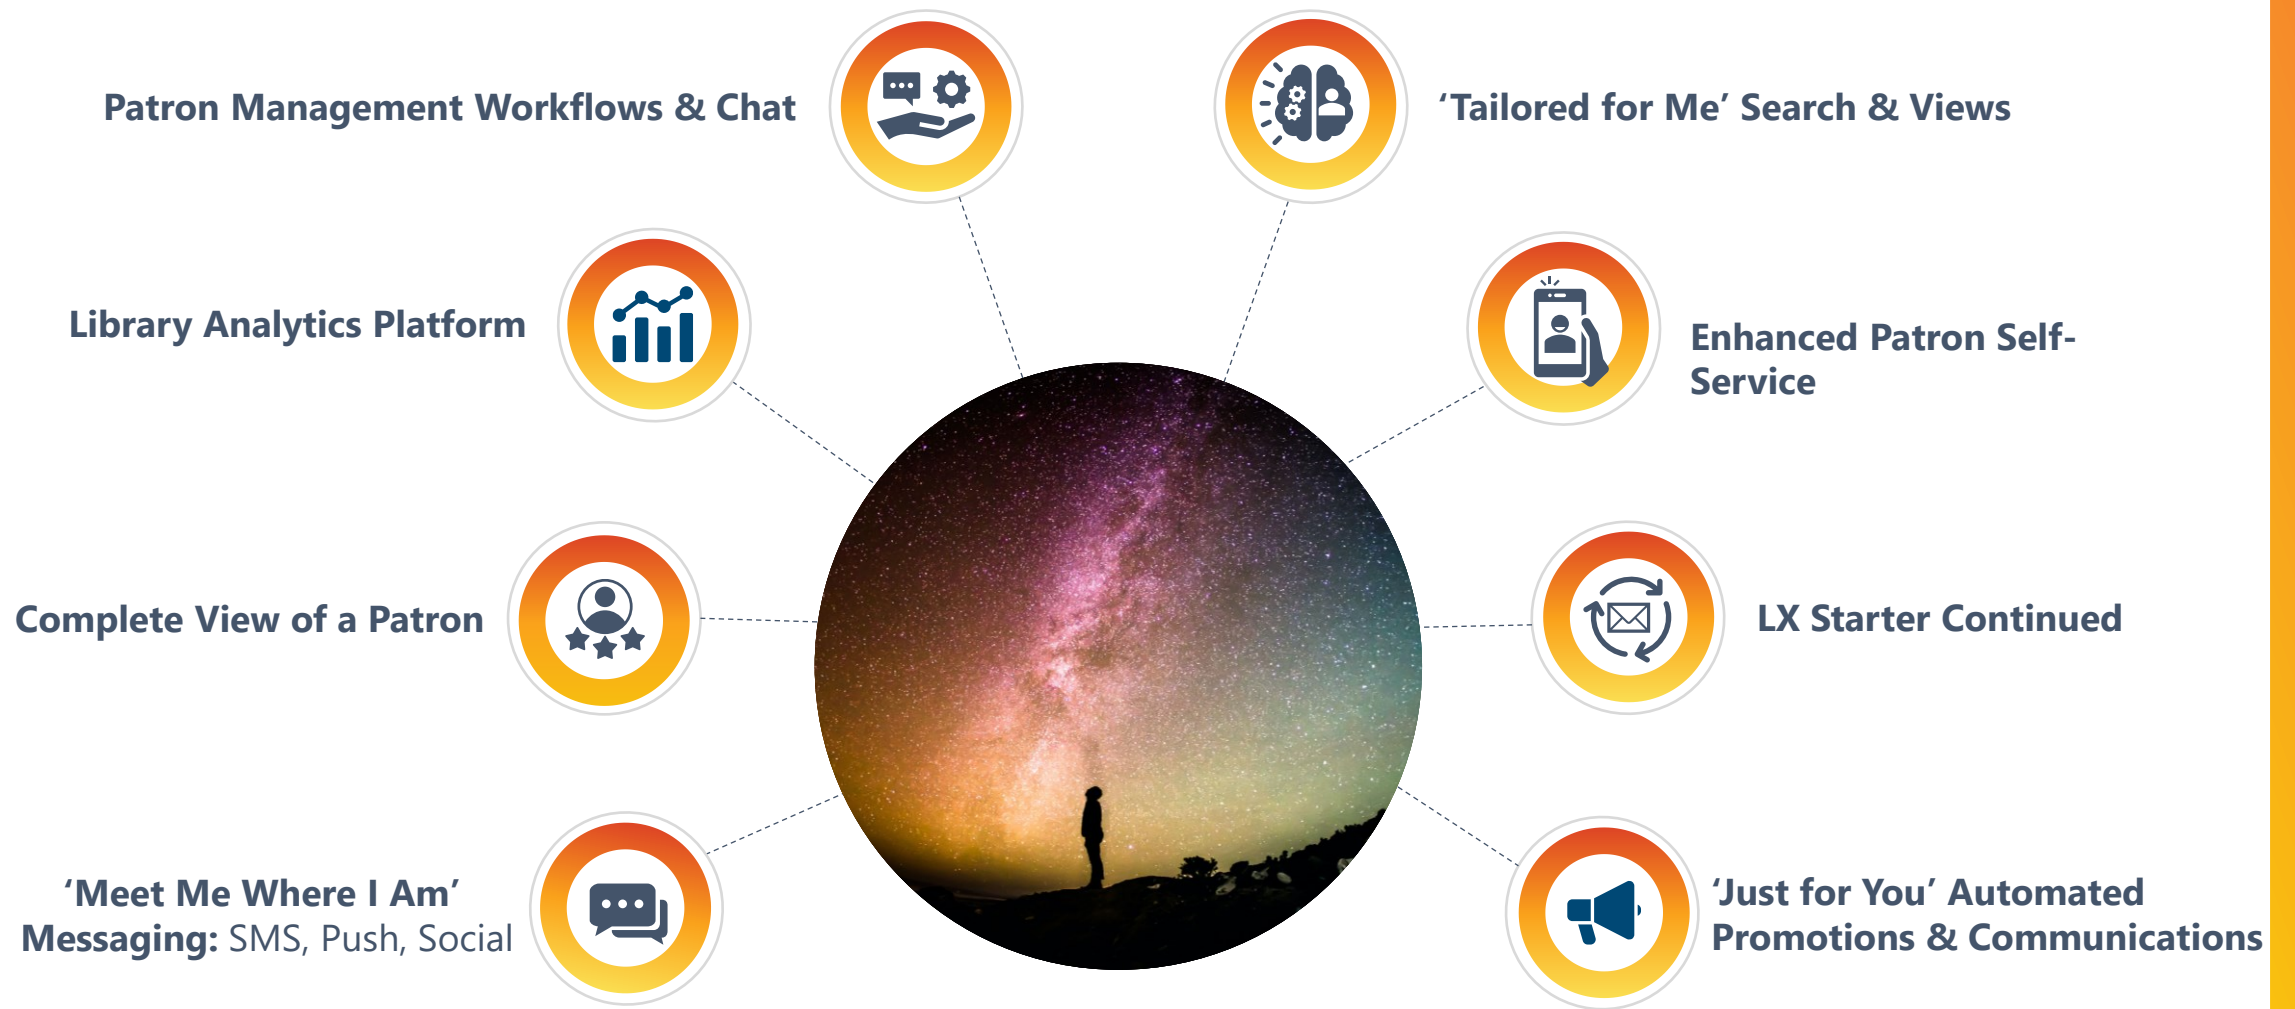 Patron Management Workflows & Chat
‘Tailored for Me’ Search & Views
Library Analytics Platform
Enhanced Patron Self-
Service
Complete View of a Patron
LX Starter Continued
‘Meet Me Where I Am’
Messaging: SMS, Push, Social
‘Just for You’ Automated
Promotions & Communications